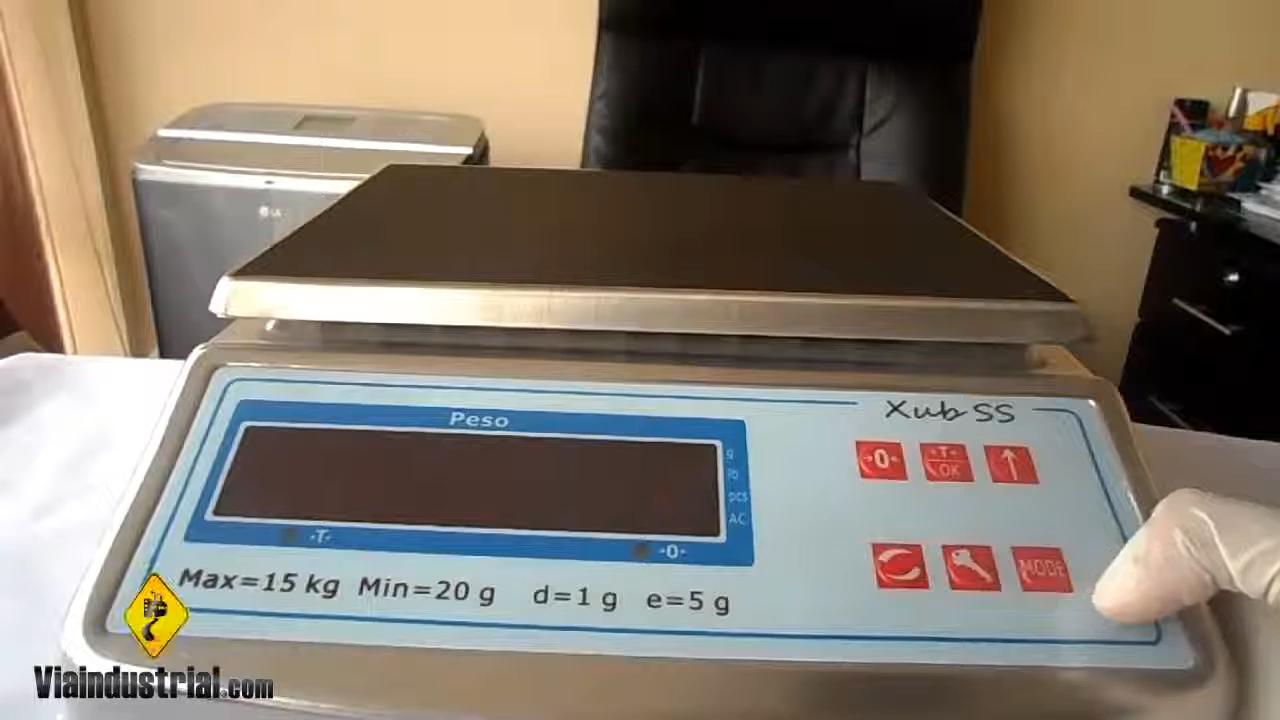 Peso
Xub SS
g
lb
pcs
AC
→0←
→T←
OK
-T-
-0-
MODE
Max=15 kg Min=20 g d=1 g e=5 g
LG
Viaindustrial.com